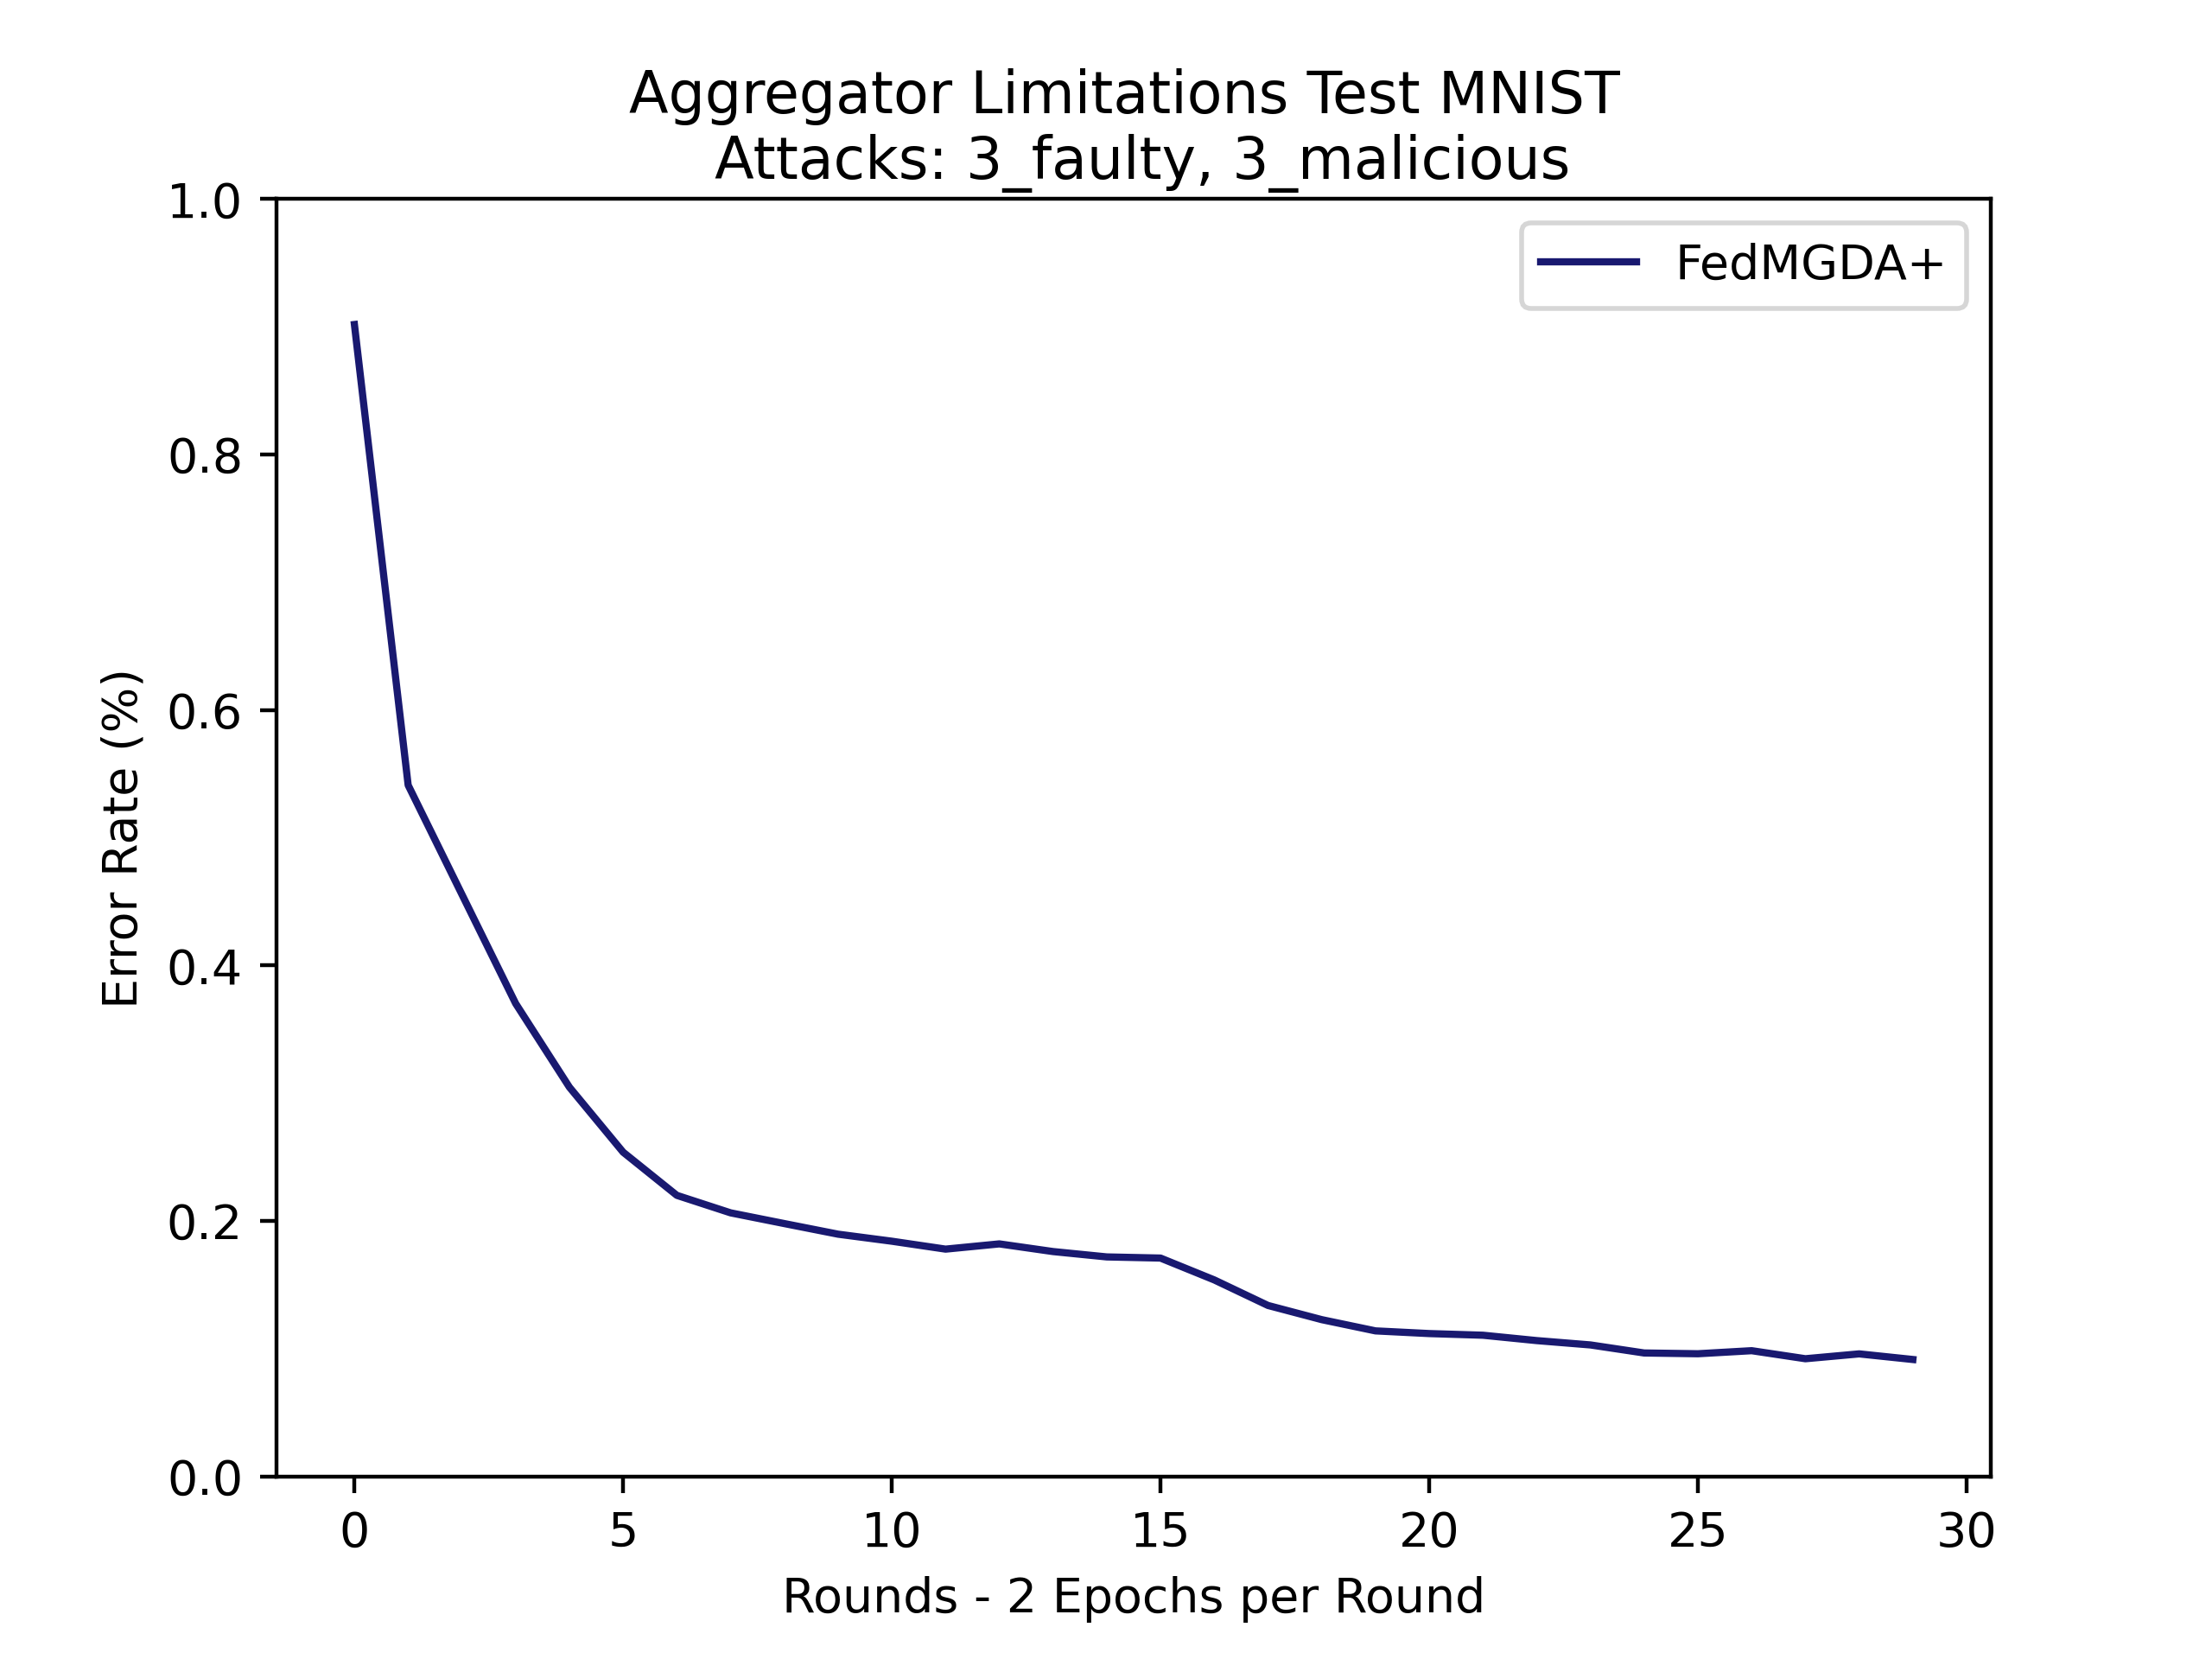 Aggregator Limitations Test MNIST
Attacks: 3_faulty, 3_malicious
1.0
0.8
0.6
0.4
0.2
0.0
Error Rate (%)
FedMGDA+
0 5 10 15 20 25 30
Rounds - 2 Epochs per Round